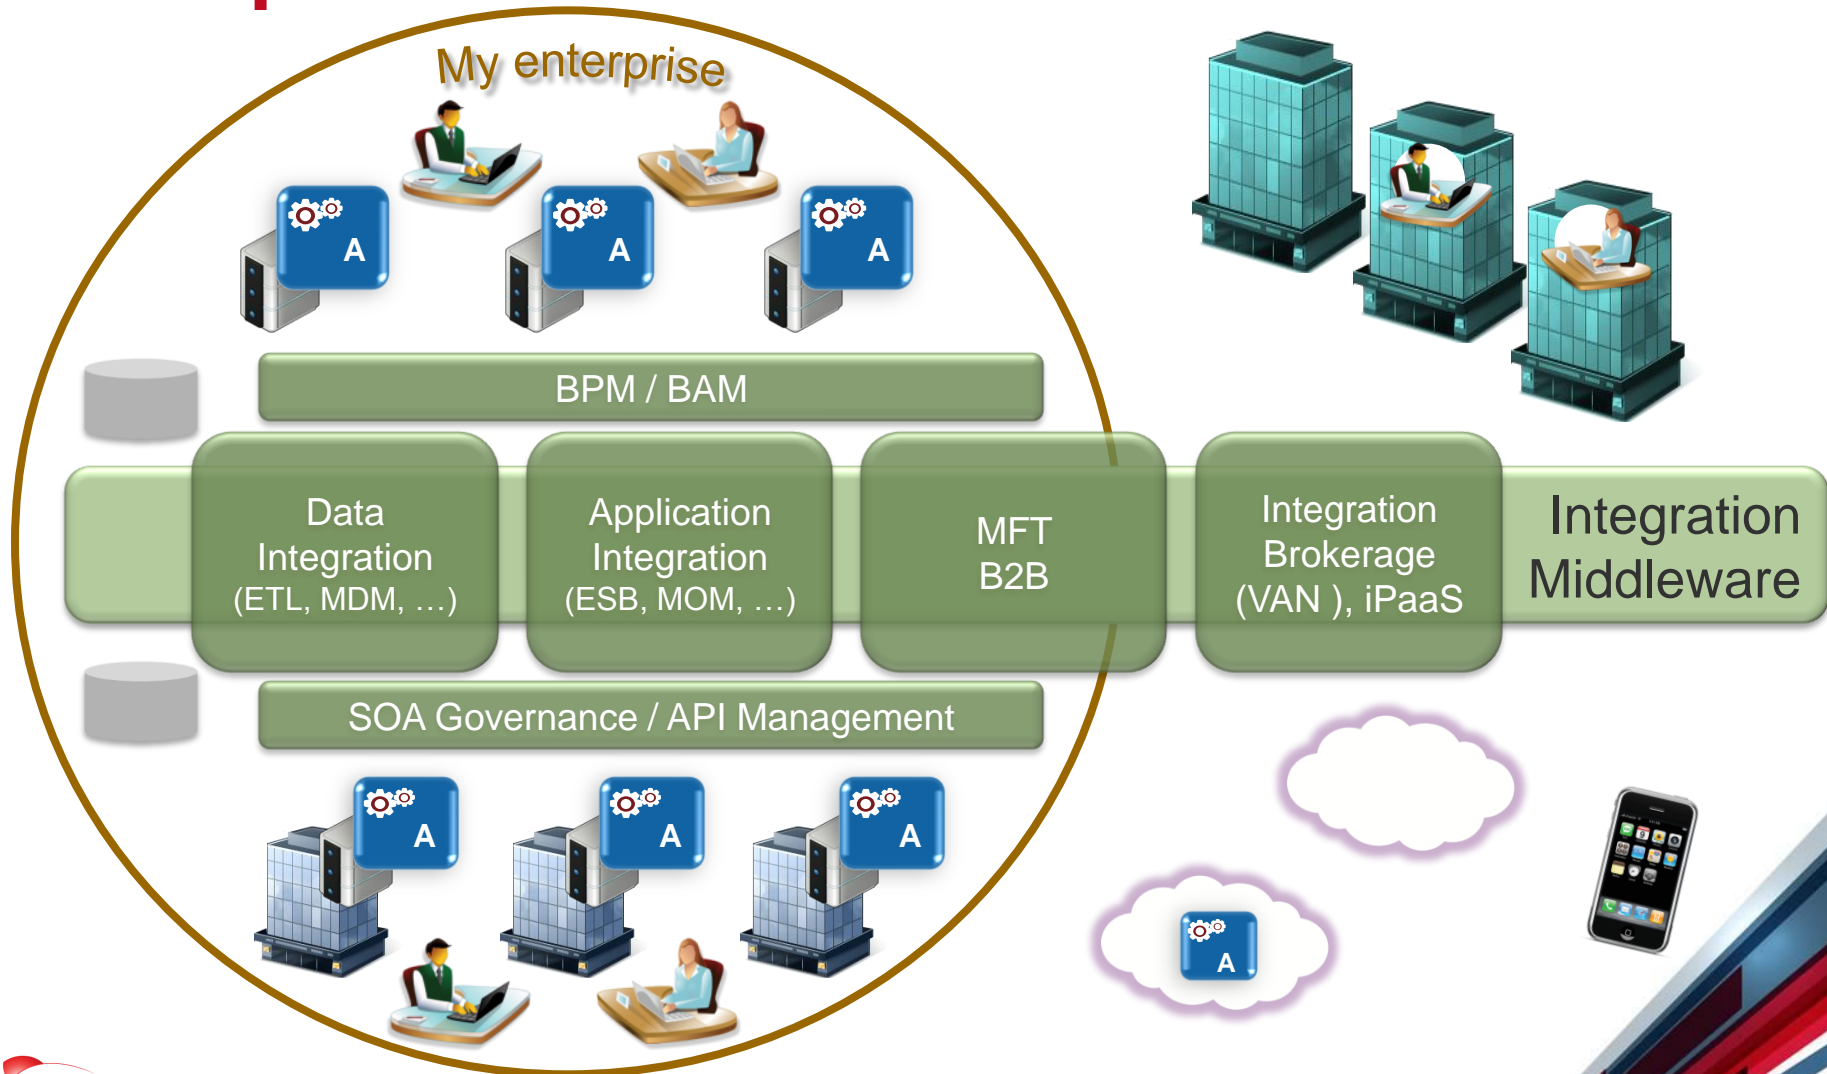 My enterprise
A
A
A
BPM / BAM
Data
Integration
(ETL, MDM, …)
Application
Integration
(ESB, MOM, …)
MFT
B2B
Integration
Brokerage
(VAN ), iPaaS
Integration
Middleware
SOA Governance / API Management
A
A
A
A